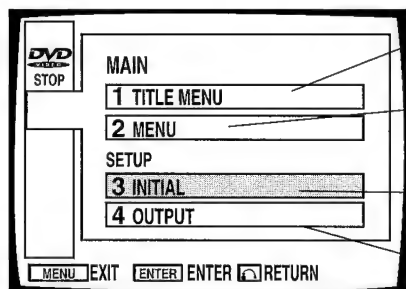 DVD
VIDEO
STOP
MAIN
1 TITLE MENU
2 MENU
SETUP
3 INITIAL
4 OUTPUT
MENU EXIT ENTER ENTER RETURN